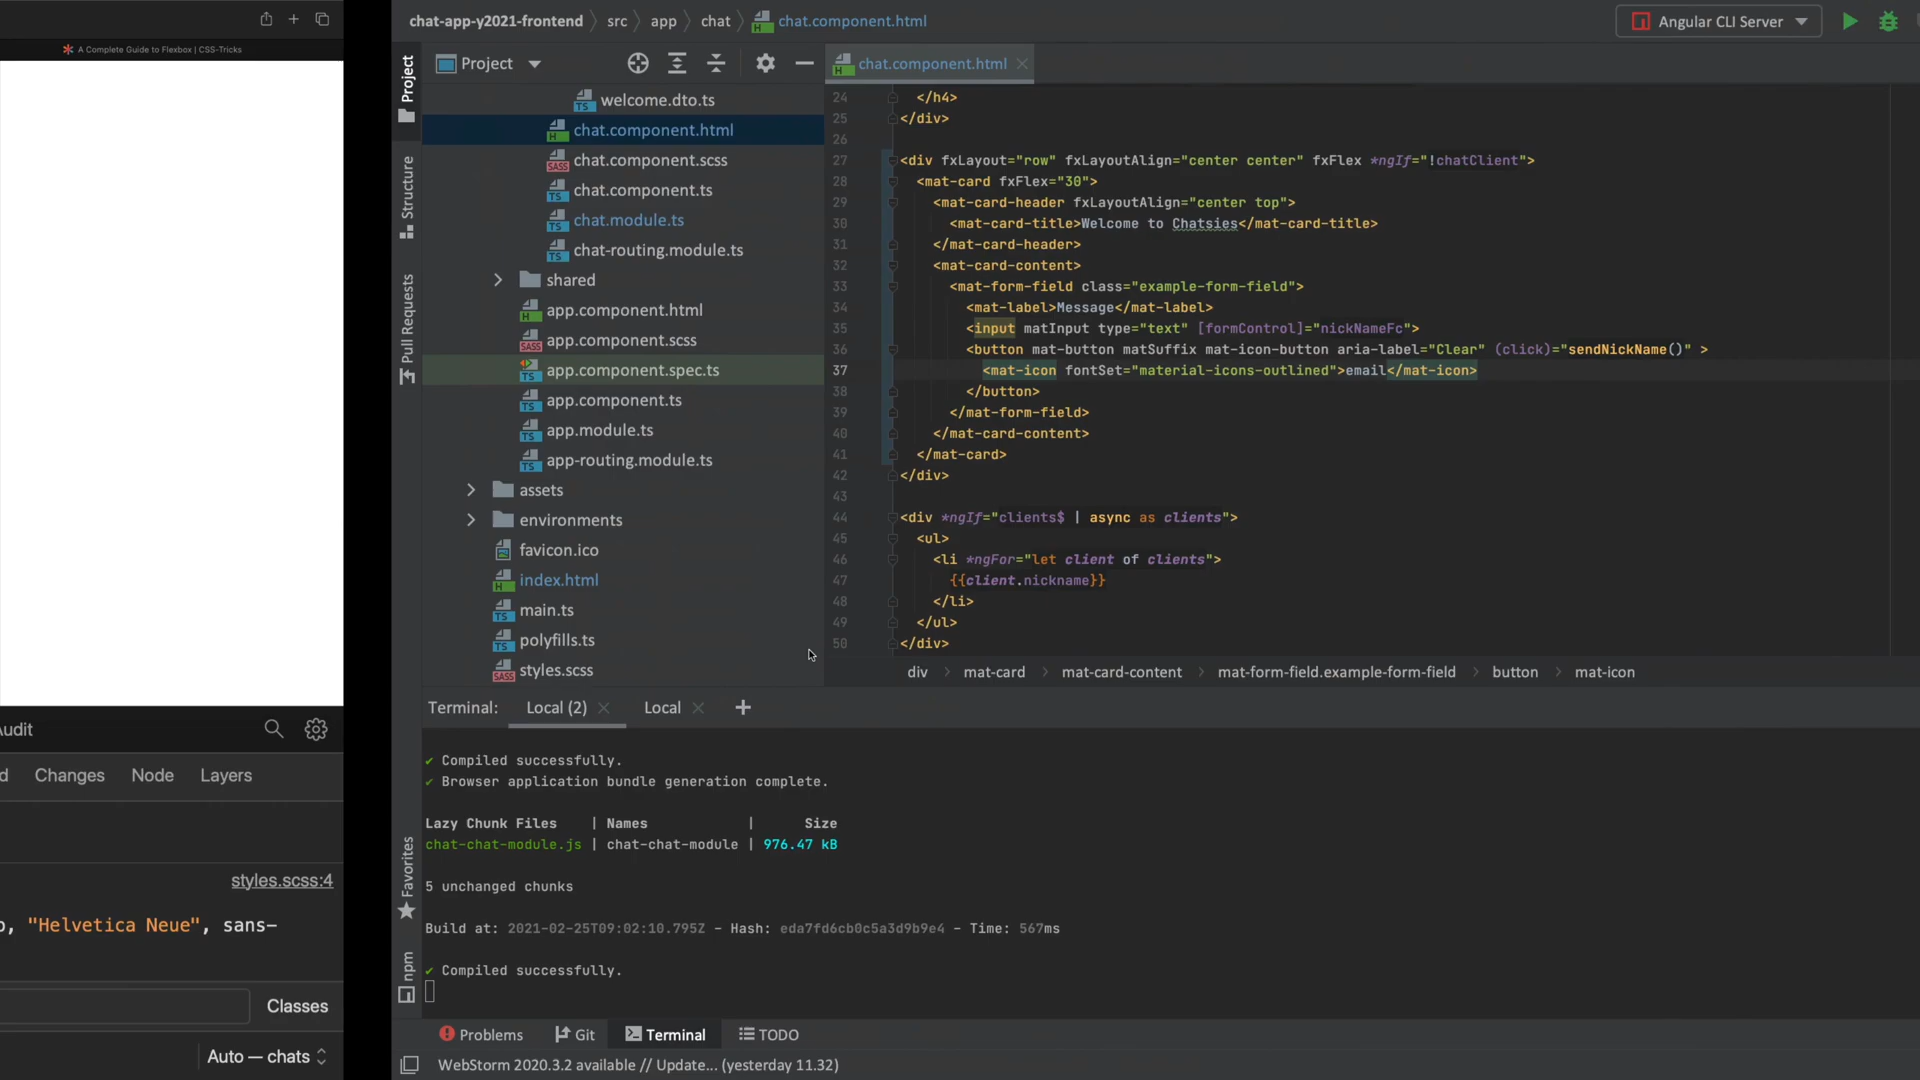 A Complete Guide to Flexbox | CSS-Tricks
Audit
Changes Node Layers
styles.scss:4
, "Helvetica Neue", sans-
Classes
Auto — chats
chat-app-y2021-frontend src app chat chat.component.html
Angular CLI Server
Project
chat.component.html
Project
Structure
Pull Requests
Favorites
npm
welcome.dto.ts
chat.component.html
chat.component.scss
chat.component.ts
chat.module.ts
chat-routing.module.ts
shared
app.component.html
app.component.scss
app.component.spec.ts
app.component.ts
app.module.ts
app-routing.module.ts
assets
environments
favicon.ico
index.html
main.ts
polyfills.ts
styles.scss
24 </h4>
25 </div>
26
27 <div fxLayout="row" fxLayoutAlign="center center" fxFlex *ngIf="!chatClient">
28 <mat-card fxFlex="30">
29 <mat-card-header fxLayoutAlign="center top">
30 <mat-card-title>Welcome to Chatsies</mat-card-title>
31 </mat-card-header>
32 <mat-card-content>
33 <mat-form-field class="example-form-field">
34 <mat-label>Message</mat-label>
35 <input matInput type="text" [formControl]="nickNameFc">
36 <button mat-button matSuffix mat-icon-button aria-label="Clear" (click)="sendNickName()" >
37 <mat-icon fontSet="material-icons-outlined">email</mat-icon>
38 </button>
39 </mat-form-field>
40 </mat-card-content>
41 </mat-card>
42 </div>
43
44 <div *ngIf="clients$ | async as clients">
45 <ul>
46 <li *ngFor="let client of clients">
47 {{client.nickname}}
48 </li>
49 </ul>
50 </div>
div mat-card mat-card-content mat-form-field.example-form-field button mat-icon
Terminal: Local (2) Local
✔ Compiled successfully.
✔ Browser application bundle generation complete.
Lazy Chunk Files | Names | Size
chat-chat-module.js | chat-chat-module | 976.47 kB
5 unchanged chunks
Build at: 2021-02-25T09:02:10.795Z - Hash: eda7fd6cb0c5a3d9b9e4 - Time: 567ms
✔ Compiled successfully.
Problems Git Terminal TODO
WebStorm 2020.3.2 available // Update... (yesterday 11.32)